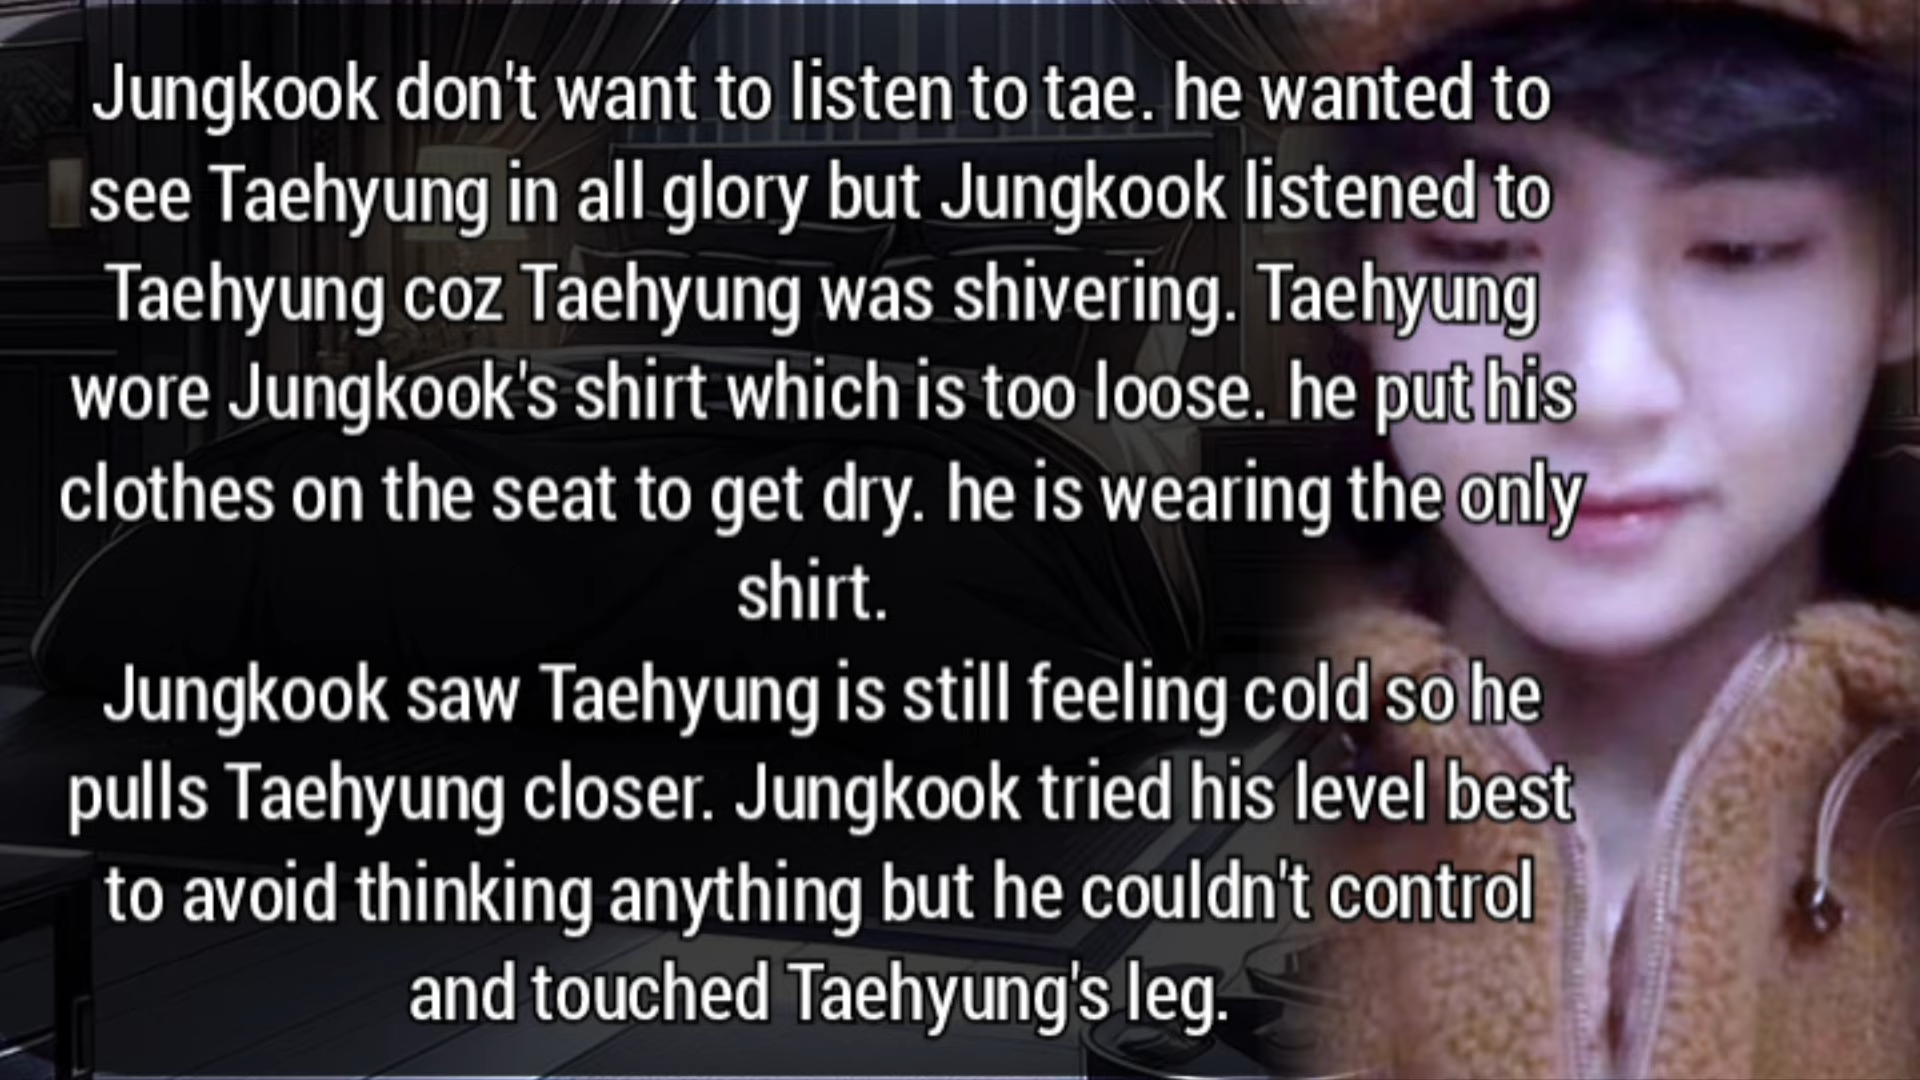 Jungkook don't want to listen to tae. he wanted to
see Taehyung in all glory but Jungkook listened to
Taehyung coz Taehyung was shivering. Taehyung
wore Jungkook's shirt which is too loose. he put his
clothes on the seat to get dry. he is wearing the only
shirt.
Jungkook saw Taehyung is still feeling cold so he
pulls Taehyung closer. Jungkook tried his level best
to avoid thinking anything but he couldn't control
and touched Taehyung's leg.